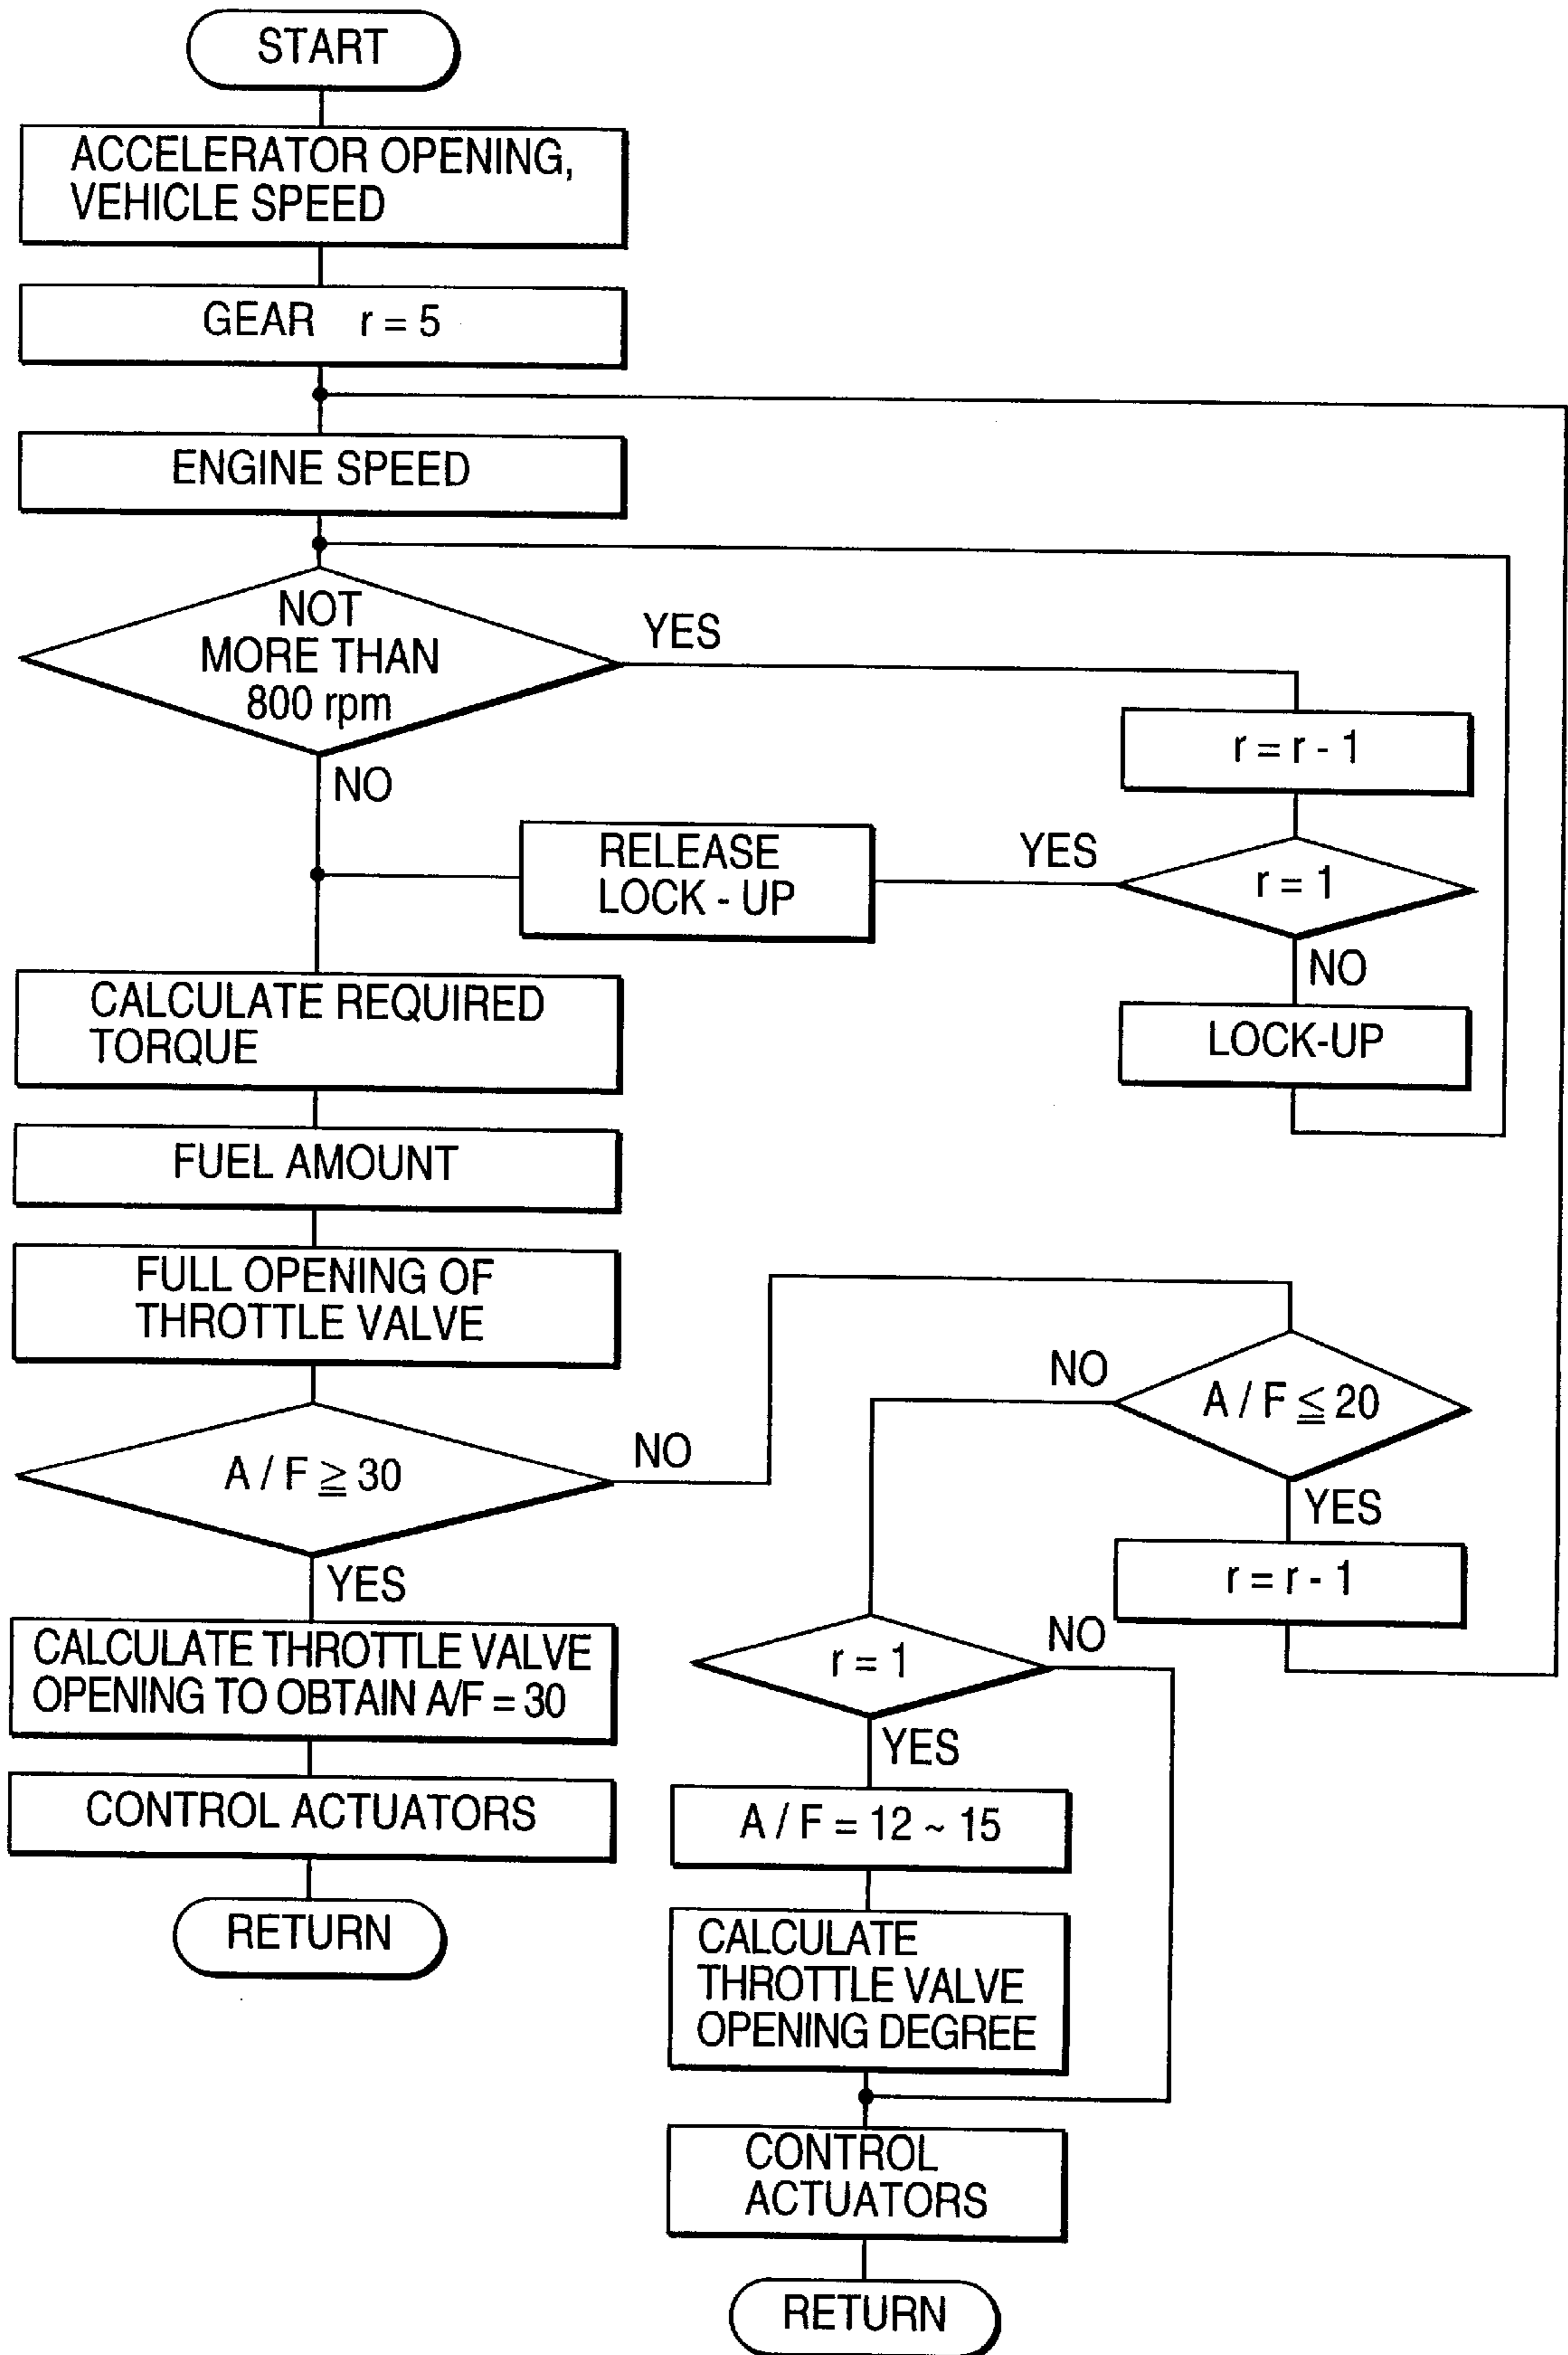 START
ACCELERATOR OPENING,
VEHICLE SPEED
GEAR r = 5
ENGINE SPEED
NOT
MORE THAN
800 rpm
YES
NO
r = r - 1
r = 1
YES
NO
RELEASE
LOCK - UP
LOCK-UP
CALCULATE REQUIRED
TORQUE
FUEL AMOUNT
FULL OPENING OF
THROTTLE VALVE
A / F ≧ 30
NO
YES
A / F ≦ 20
NO
YES
r = r - 1
CALCULATE THROTTLE VALVE
OPENING TO OBTAIN A/F = 30
CONTROL ACTUATORS
RETURN
r = 1
NO
YES
A / F = 12 ~ 15
CALCULATE
THROTTLE VALVE
OPENING DEGREE
CONTROL
ACTUATORS
RETURN